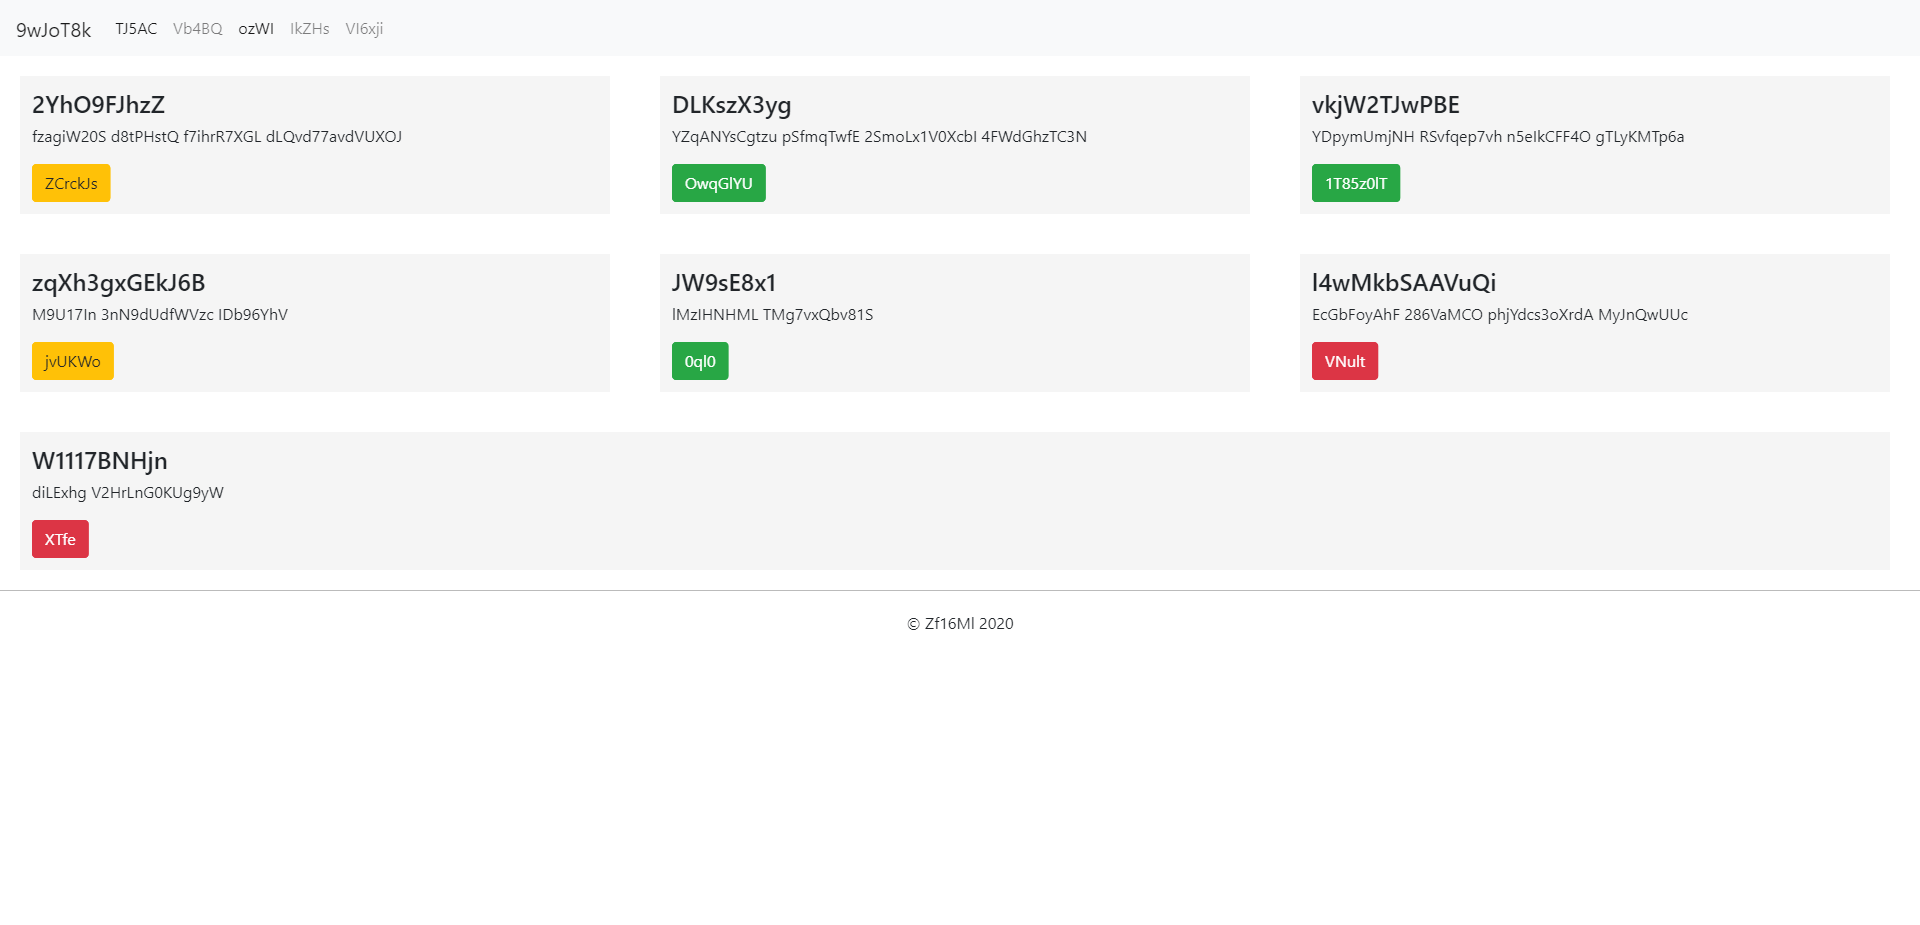 9wJoT8k TJ5AC Vb4BQ ozWI IkZHs VI6xji
2YhO9FJhzZ
fzagiW20S d8tPHstQ f7ihrR7XGL dLQvd77avdVUXOJ
ZCrckJs
DLKszX3yg
YZqANYsCgtzu pSfmqTwfE 2SmoLx1V0XcbI 4FWdGhzTC3N
OwqGlYU
vkjW2TJwPBE
YDpymUmjNH RSvfqep7vh n5eIkCFF4O gTLyKMTp6a
1T85z0lT
zqXh3gxGEkJ6B
M9U17In 3nN9dUdfWVzc IDb96YhV
jvUKWo
JW9sE8x1
lMzIHNHML TMg7vxQbv81S
0ql0
l4wMkbSAAVuQi
EcGbFoyAhF 286VaMCO phjYdcs3oXrdA MyJnQwUUc
VNult
W1117BNHjn
diLExhg V2HrLnG0KUg9yW
XTfe
© Zf16Ml 2020